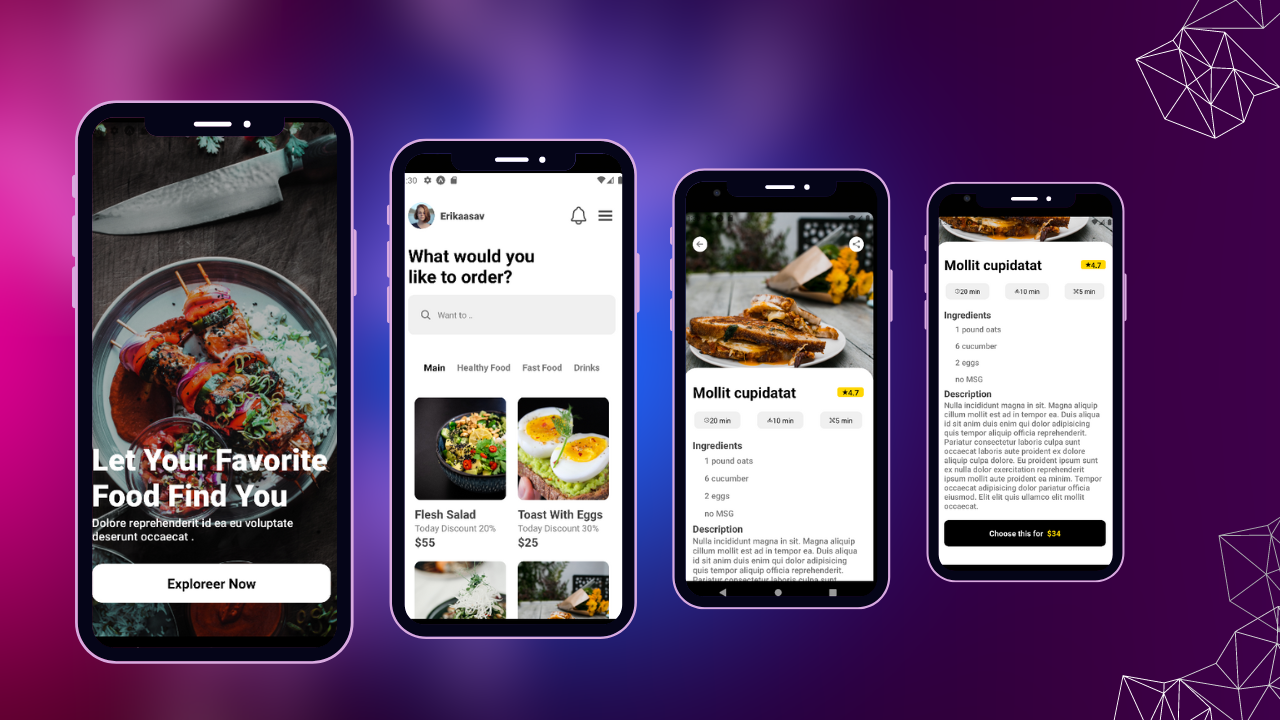 Let Your Favorite
Food Find You
Dolore reprehenderit id ea eu voluptate
deserunt occaecat .
Exploreer Now
:30
Erikaasav
What would you
like to order?
Want to ..
Main Healthy Food Fast Food Drinks
Flesh Salad
Today Discount 20%
$55
Toast With Eggs
Today Discount 30%
$25
Mollit cupidatat
★4.7
20 min 10 min 5 min
Ingredients
1 pound oats
6 cucumber
2 eggs
no MSG
Description
Nulla incididunt magna in sit. Magna aliquip
cillum mollit est ad in tempor ea. Duis aliqua
id sint anim duis enim qui dolor adipisicing
quis tempor aliquip officia reprehenderit.
Pariatur consectetur laboris culpa sunt
Mollit cupidatat
★4.7
20 min 10 min 5 min
Ingredients
1 pound oats
6 cucumber
2 eggs
no MSG
Description
Nulla incididunt magna in sit. Magna aliquip
cillum mollit est ad in tempor ea. Duis aliqua
id sint anim duis enim qui dolor adipisicing
quis tempor aliquip officia reprehenderit.
Pariatur consectetur laboris culpa sunt
occaecat laboris aute proident ex dolore
aliquip culpa dolore. Eu proident ipsum sunt
ex nulla dolor exercitation reprehenderit
ipsum mollit aute proident ea minim. Tempor
occaecat adipisicing dolor pariatur officia
eiusmod. Elit elit quis ullamco elit mollit
occaecat.
Choose this for $34